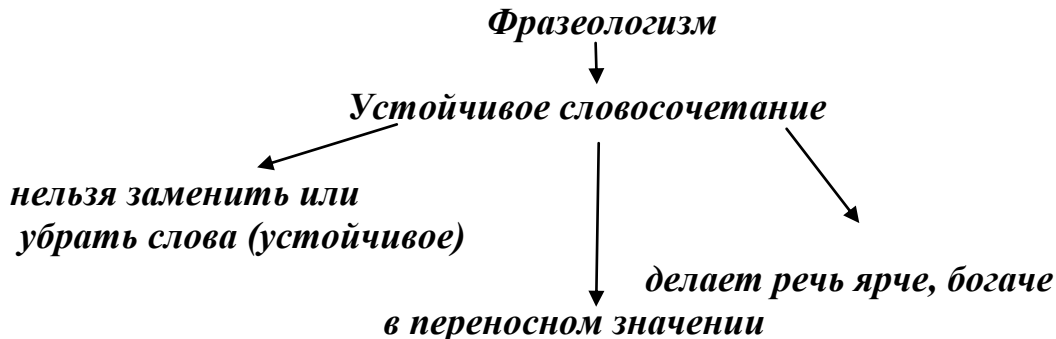 Фразеологизм
Устойчивое словосочетание
нельзя заменить или
убрать слова (устойчивое)
делает речь ярче, богаче
в переносном значении